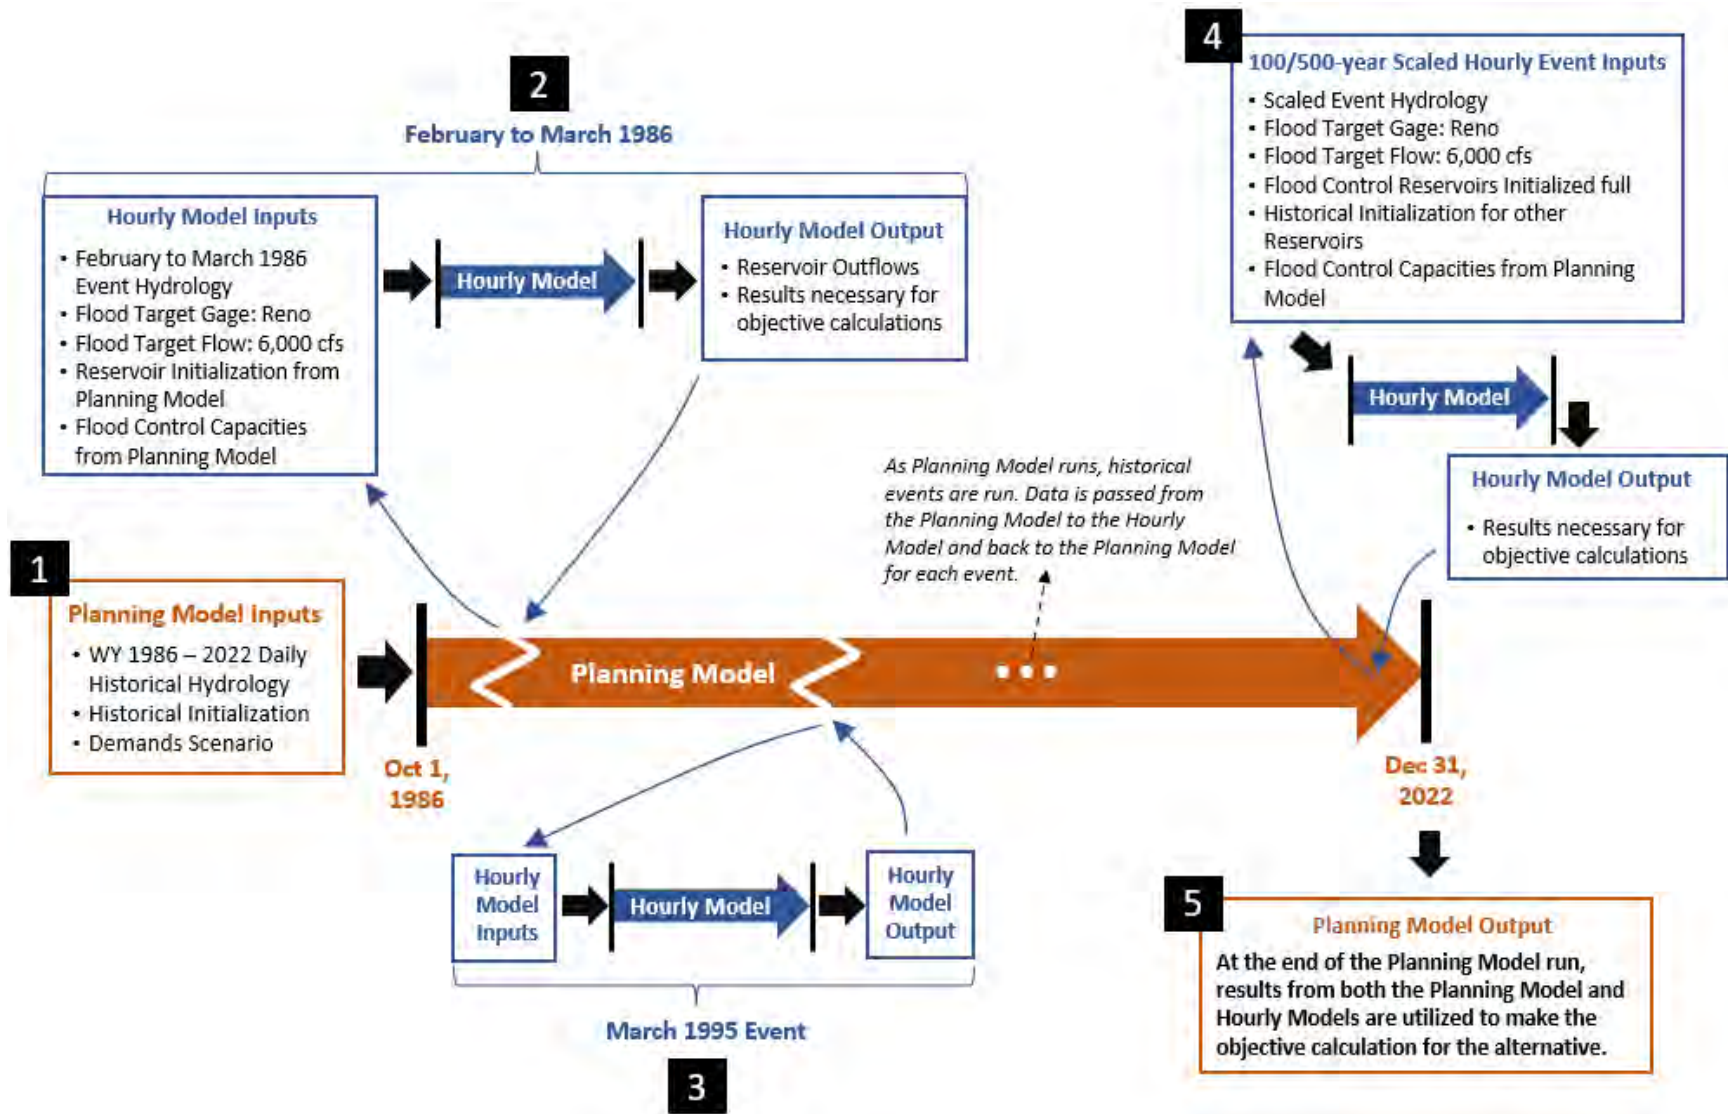 1
Planning Model Inputs
• WY 1986 – 2022 Daily
Historical Hydrology
• Historical Initialization
• Demands Scenario
Oct 1,
1986
2
February to March 1986
Hourly Model Inputs
• February to March 1986
Event Hydrology
• Flood Target Gage: Reno
• Flood Target Flow: 6,000 cfs
• Reservoir Initialization from
Planning Model
• Flood Control Capacities
from Planning Model
Hourly Model
Hourly Model Output
• Reservoir Outflows
• Results necessary for
objective calculations
Planning Model
As Planning Model runs, historical
events are run. Data is passed from
the Planning Model to the Hourly
Model and back to the Planning Model
for each event.
Hourly
Model
Inputs
Hourly Model
Hourly
Model
Output
March 1995 Event
3
4
100/500-year Scaled Hourly Event Inputs
• Scaled Event Hydrology
• Flood Target Gage: Reno
• Flood Target Flow: 6,000 cfs
• Flood Control Reservoirs Initialized full
• Historical Initialization for other
Reservoirs
• Flood Control Capacities from Planning
Model
Hourly Model
Hourly Model Output
• Results necessary for
objective calculations
Dec 31,
2022
5
Planning Model Output
At the end of the Planning Model run,
results from both the Planning Model and
Hourly Models are utilized to make the
objective calculation for the alternative.